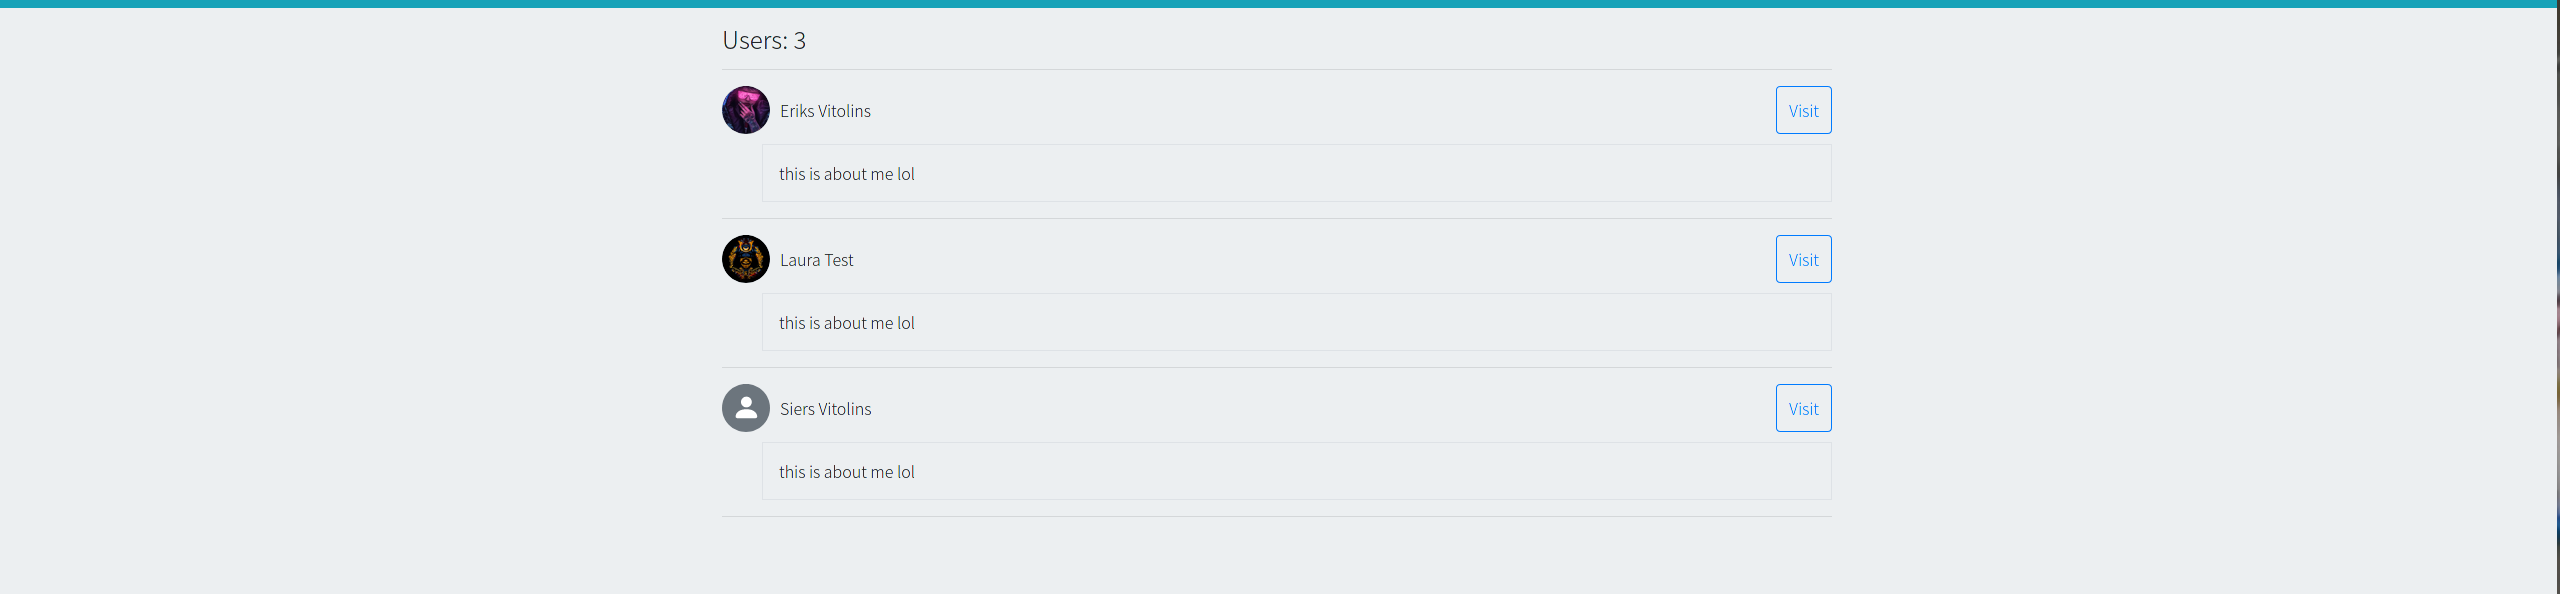 Users: 3
Eriks Vitolins
Visit
this is about me lol
Laura Test
Visit
this is about me lol
Siers Vitolins
Visit
this is about me lol